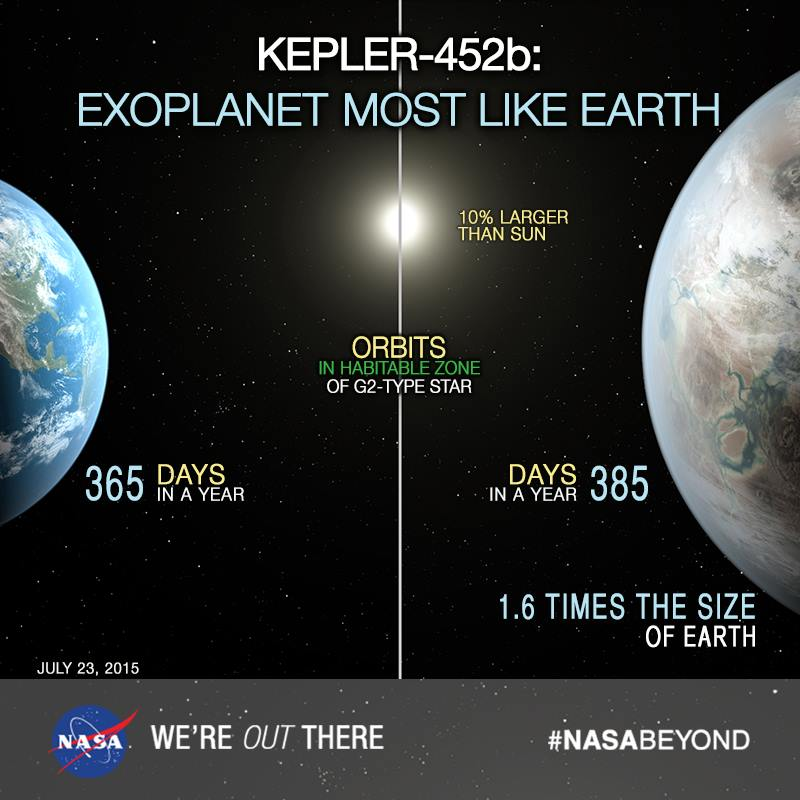 KEPLER-452b:
EXOPLANET MOST LIKE EARTH
10% LARGER
THAN SUN
ORBITS
IN HABITABLE ZONE
OF G2-TYPE STAR
365 DAYS
IN A YEAR
DAYS
IN A YEAR 385
1.6 TIMES THE SIZE
OF EARTH
JULY 23, 2015
NASA WE'RE OUT THERE
#NASABEYOND